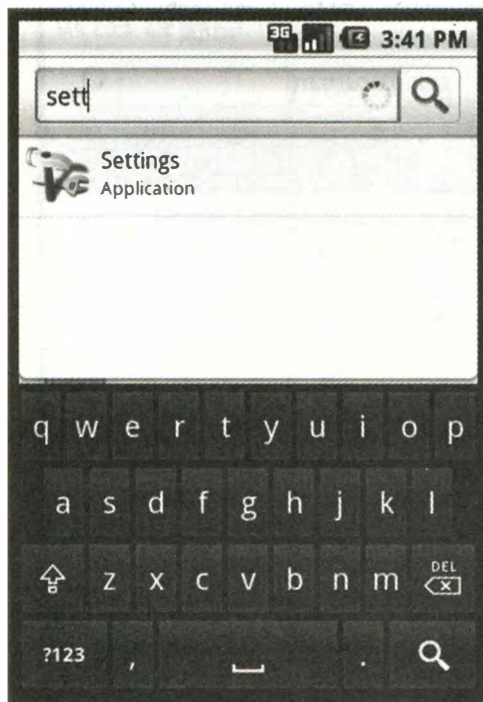 3G 3:41 PM
sett
Settings
Application
q w e r t y u i o p
a s d f g h j k l
z x c v b n m DEL
?123 , .